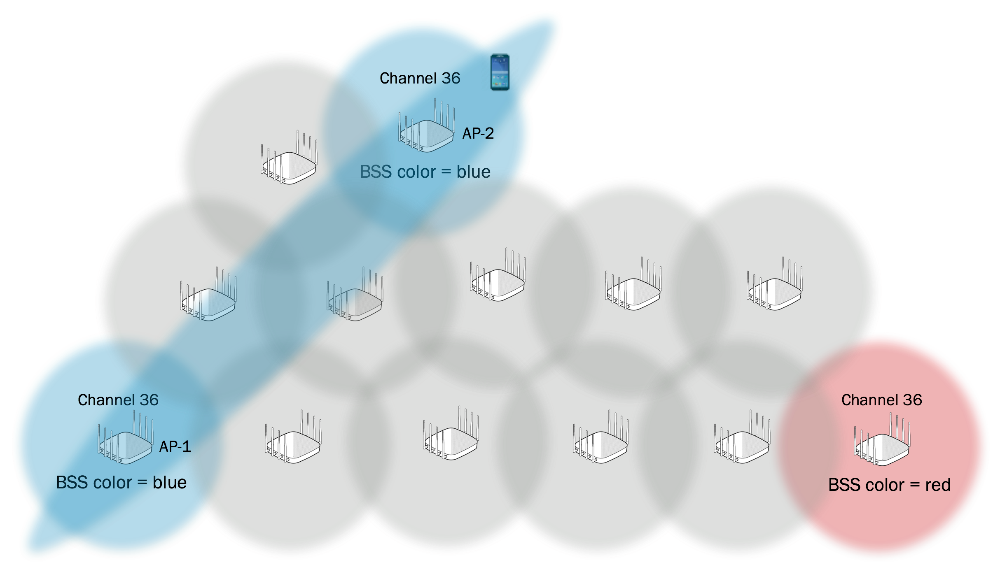 Channel 36
AP-2
BSS color = blue
Channel 36
AP-1
BSS color = blue
Channel 36
BSS color = red